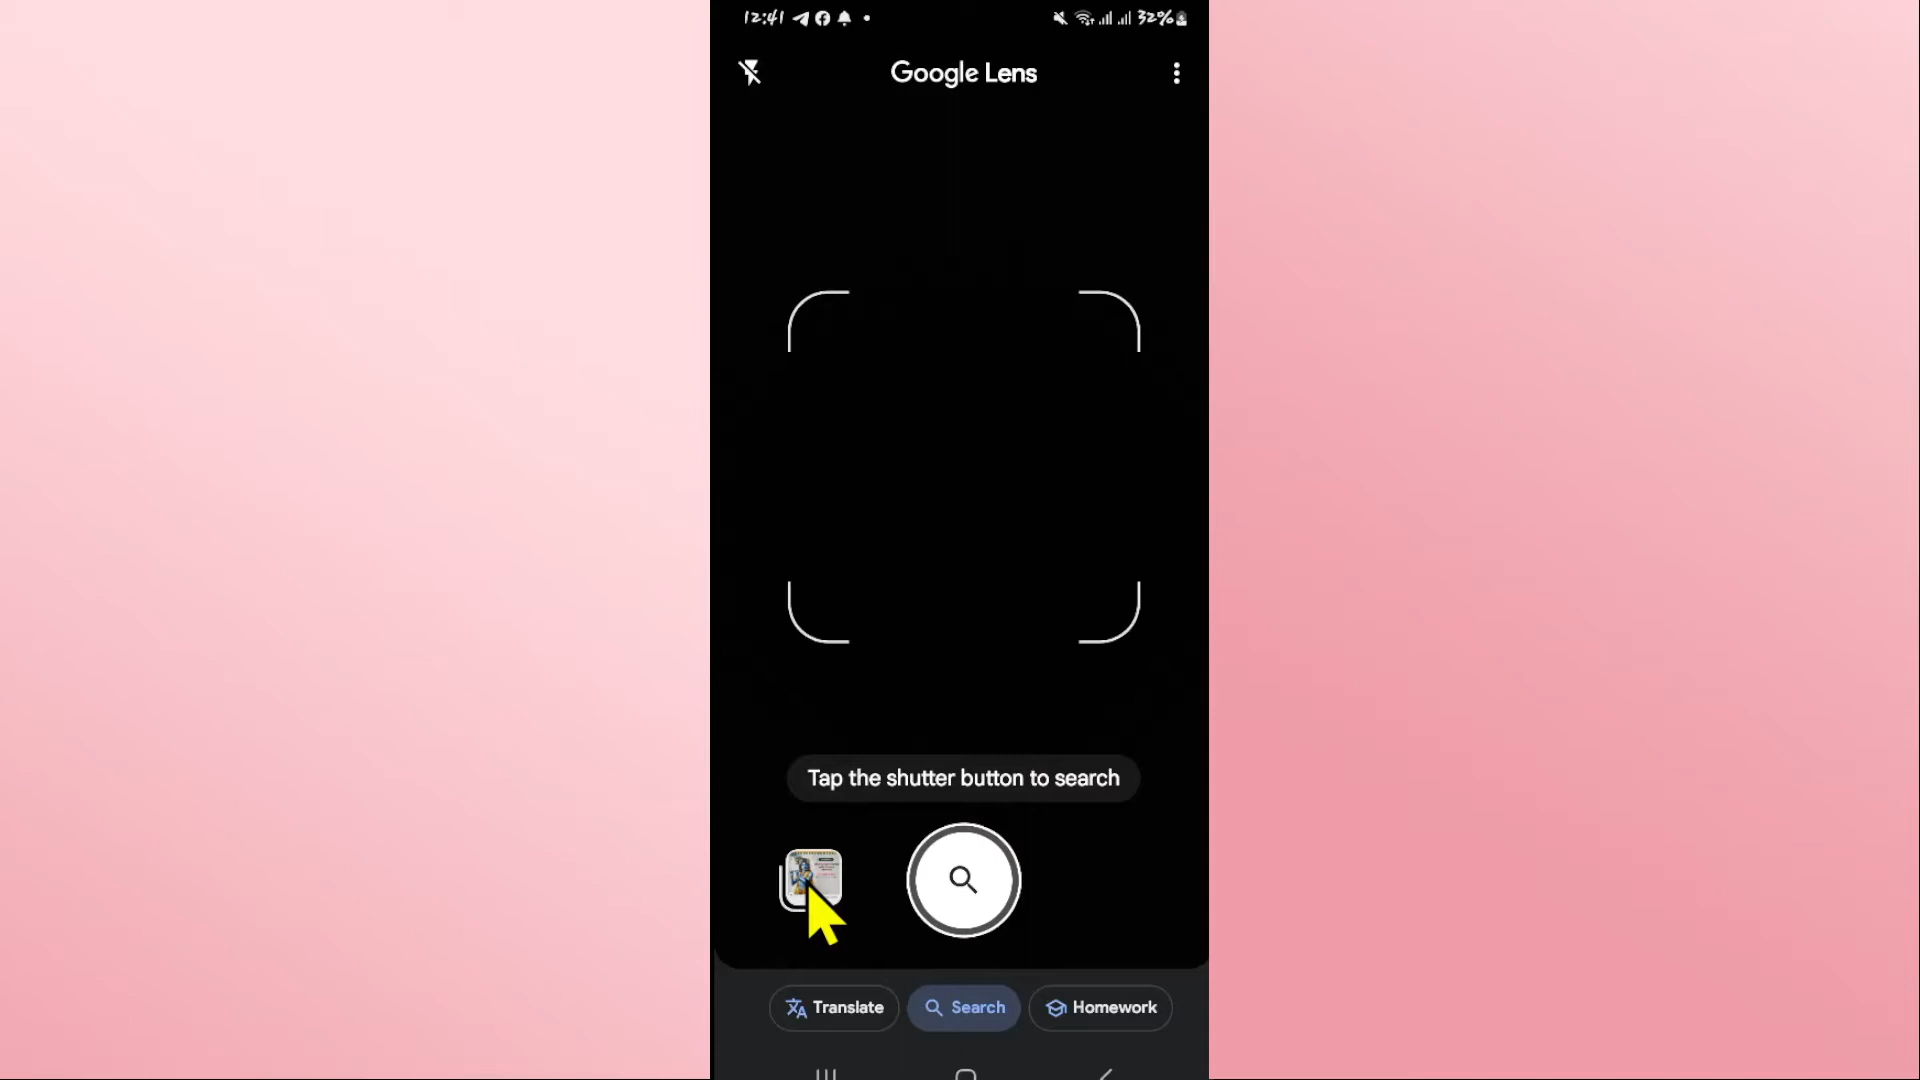 12:41 32%
Google Lens
Tap the shutter button to search
Translate Search Homework